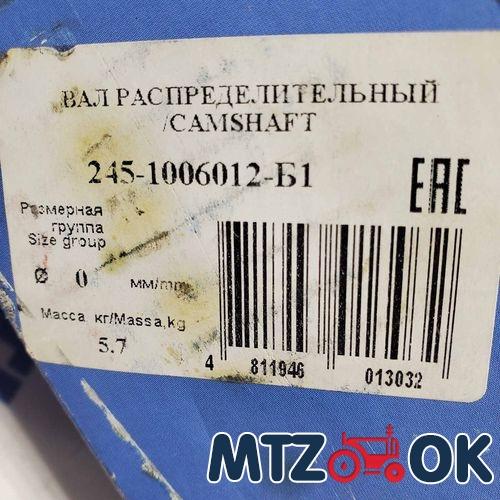 ВАЛ РАСПРЕДЕЛИТЕЛЬНЫЙ
/CAMSHAFT
245-1006012-Б1
EAC
Размерная
группа
Size group
Ø 0 мм/mm
Масса кг/Massa,kg
5.7
4 811946 013032
MTZ OK